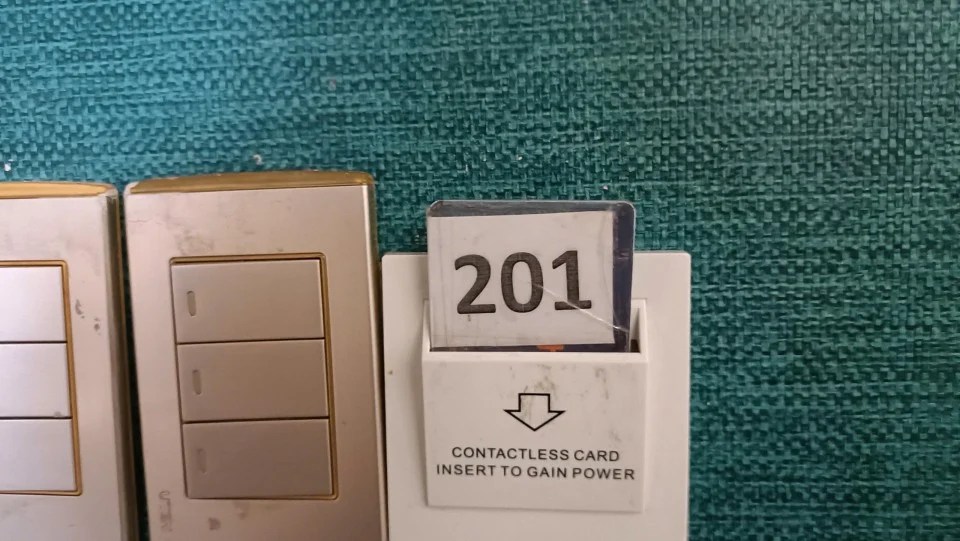 201
CONTACTLESS CARD
INSERT TO GAIN POWER